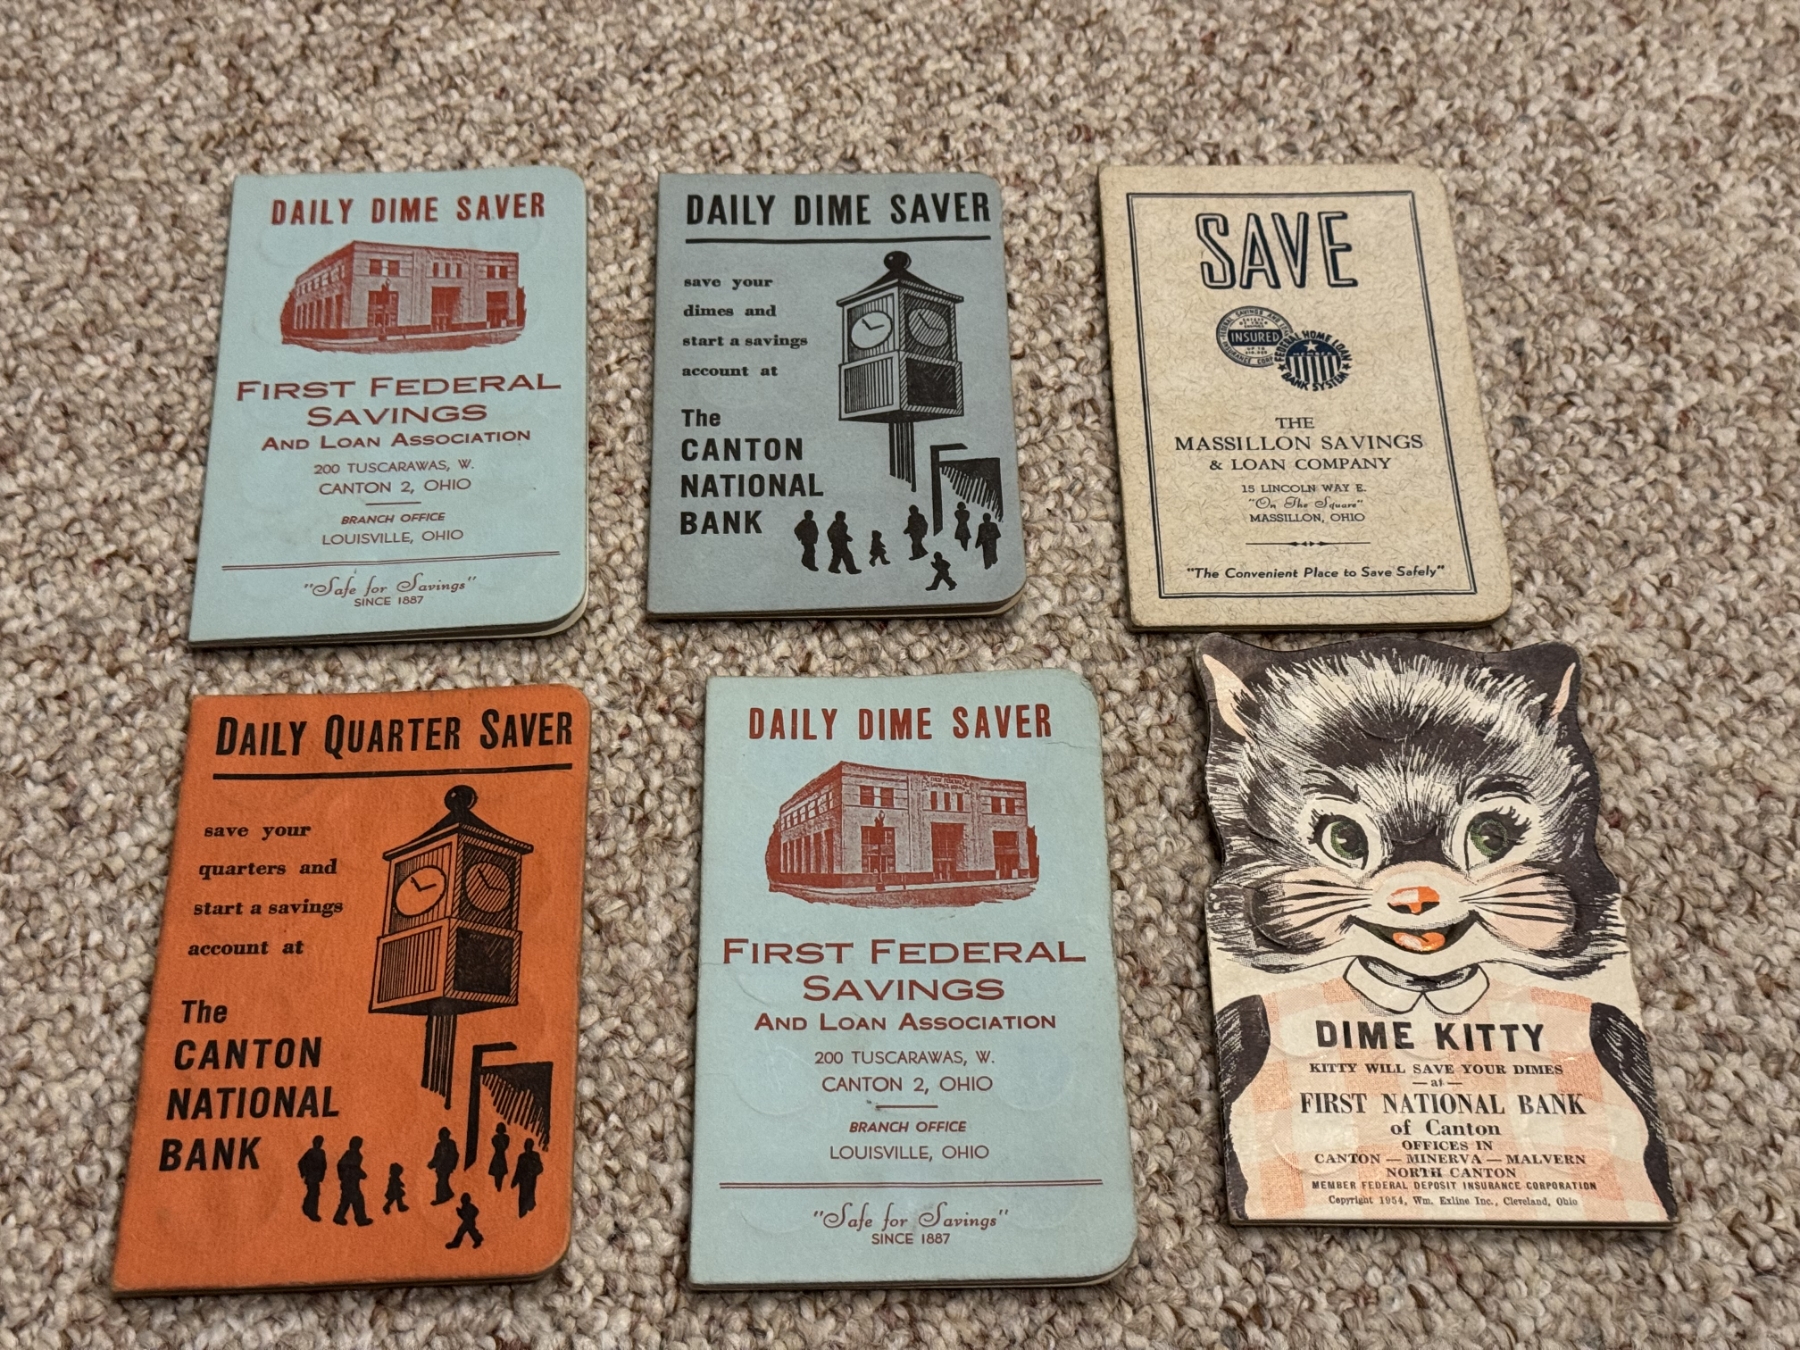 DAILY DIME SAVER
FIRST FEDERAL
SAVINGS
AND LOAN ASSOCIATION
200 TUSCARAWAS, W.
CANTON 2, OHIO
BRANCH OFFICE
LOUISVILLE, OHIO
"Safe for Savings"
SINCE 1887
DAILY DIME SAVER
save your
dimes and
start a savings
account at
The
CANTON
NATIONAL
BANK
SAVE
INSURED
FEDERAL HOME LOAN
MEMBER
BANK SYSTEM
THE
MASSILLON SAVINGS
& LOAN COMPANY
15 LINCOLN WAY E.
"On The Square"
MASSILLON, OHIO
"The Convenient Place to Save Safely"
DAILY QUARTER SAVER
save your
quarters and
start a savings
account at
The
CANTON
NATIONAL
BANK
DAILY DIME SAVER
FIRST FEDERAL
SAVINGS
AND LOAN ASSOCIATION
200 TUSCARAWAS, W.
CANTON 2, OHIO
BRANCH OFFICE
LOUISVILLE, OHIO
"Safe for Savings"
SINCE 1887
DIME KITTY
KITTY WILL SAVE YOUR DIMES
— at —
FIRST NATIONAL BANK
of Canton
OFFICES IN
CANTON — MINERVA — MALVERN
NORTH CANTON
MEMBER FEDERAL DEPOSIT INSURANCE CORPORATION
Copyright 1954, Wm. Exline Inc., Cleveland, Ohio